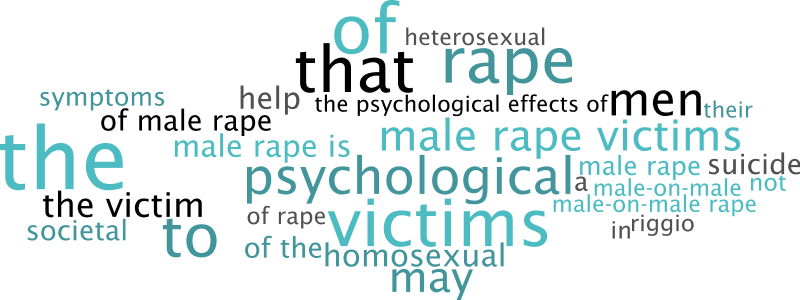 of heterosexual
that rape
symptoms help the psychological effects of men their
of male rape
the male rape is male rape victims
psychological a male rape suicide
male-on-male not
the victim of rape victims male-on-male rape
societal to in riggio
of the homosexual
may